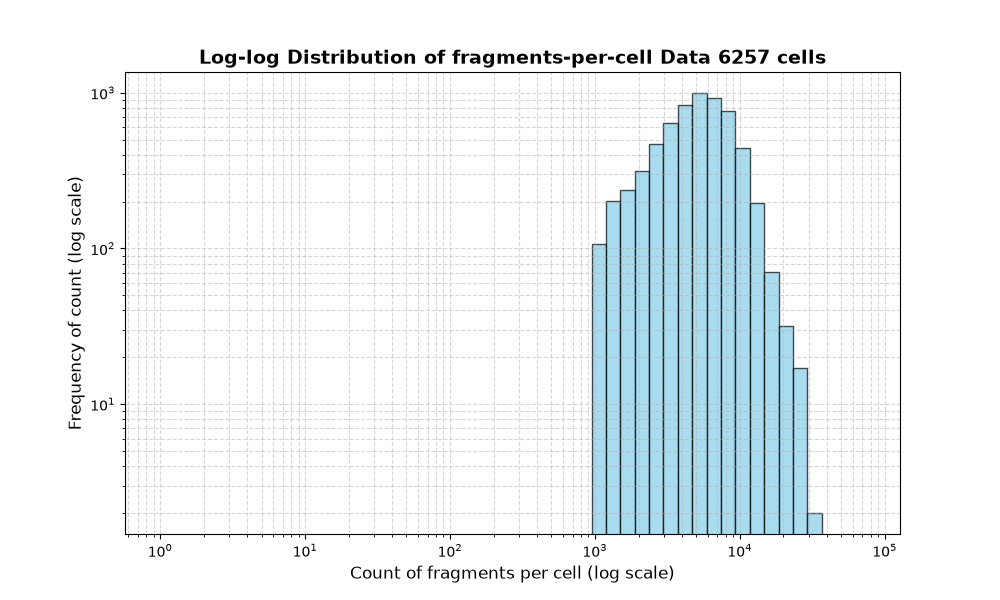 Log-log Distribution of fragments-per-cell Data 6257 cells
Frequency of count (log scale)
10³
10²
10¹
10⁰ 10¹ 10² 10³ 10⁴ 10⁵
Count of fragments per cell (log scale)